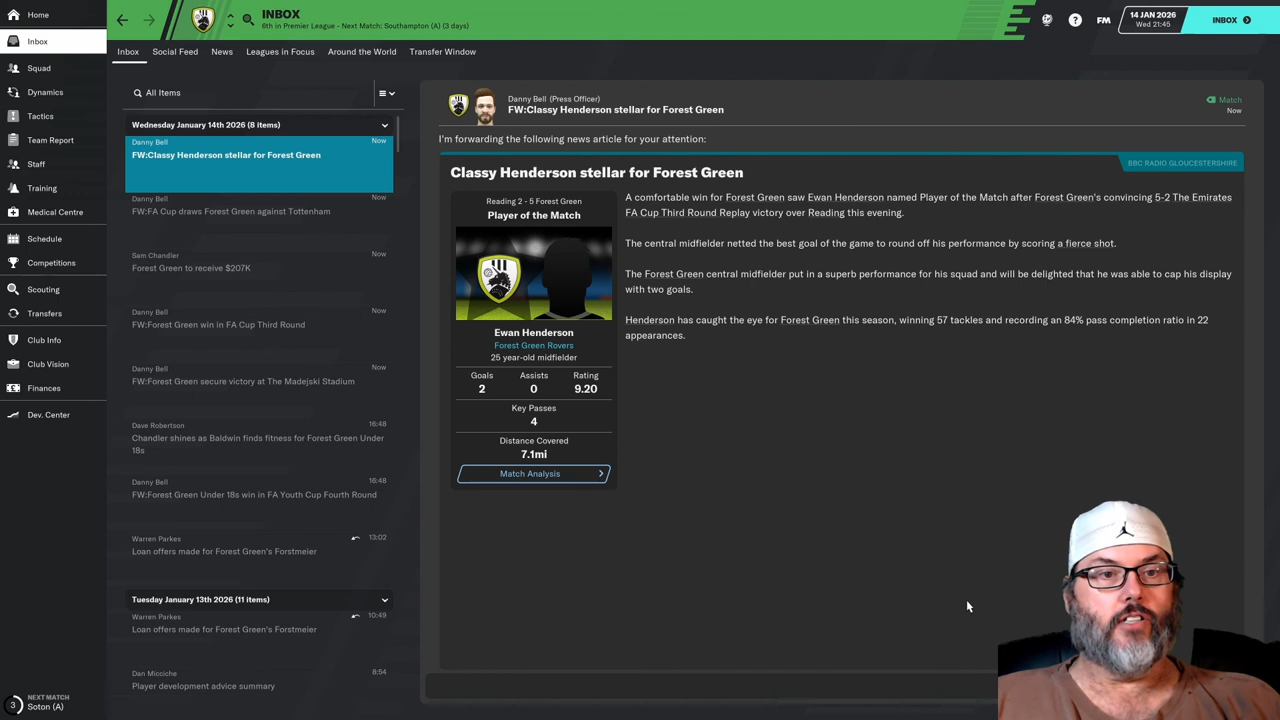 Home
Inbox
Squad
Dynamics
Tactics
Team Report
Staff
Training
Medical Centre
Schedule
Competitions
Scouting
Transfers
Club Info
Club Vision
Finances
Dev. Center
3
NEXT MATCH
Soton (A)
INBOX
6th in Premier League - Next Match: Southampton (A) (3 days)
?
FM
14 JAN 2026
Wed 21:45
INBOX
Inbox
Social Feed
News
Leagues in Focus
Around the World
Transfer Window
All Items
Wednesday January 14th 2026 (8 items)
Danny Bell
Now
FW:Classy Henderson stellar for Forest Green
Danny Bell
Now
FW:FA Cup draws Forest Green against Tottenham
Sam Chandler
Now
Forest Green to receive $207K
Danny Bell
Now
FW:Forest Green win in FA Cup Third Round
Danny Bell
Now
FW:Forest Green secure victory at The Madejski Stadium
Dave Robertson
16:48
Chandler shines as Baldwin finds fitness for Forest Green Under
18s
Danny Bell
16:48
FW:Forest Green Under 18s win in FA Youth Cup Fourth Round
Warren Parkes
13:02
Loan offers made for Forest Green's Forstmeier
Tuesday January 13th 2026 (11 items)
Warren Parkes
10:49
Loan offers made for Forest Green's Forstmeier
Dan Micciche
8:54
Player development advice summary
Danny Bell (Press Officer)
FW:Classy Henderson stellar for Forest Green
Match
Now
I'm forwarding the following news article for your attention:
BBC RADIO GLOUCESTERSHIRE
Classy Henderson stellar for Forest Green
Reading 2 - 5 Forest Green
Player of the Match
Ewan Henderson
Forest Green Rovers
25 year-old midfielder
Goals
Assists
Rating
2
0
9.20
Key Passes
4
Distance Covered
7.1mi
Match Analysis
A comfortable win for Forest Green saw Ewan Henderson named Player of the Match after Forest Green's convincing 5-2 The Emirates
FA Cup Third Round Replay victory over Reading this evening.
The central midfielder netted the best goal of the game to round off his performance by scoring a fierce shot.
The Forest Green central midfielder put in a superb performance for his squad and will be delighted that he was able to cap his display
with two goals.
Henderson has caught the eye for Forest Green this season, winning 57 tackles and recording an 84% pass completion ratio in 22
appearances.